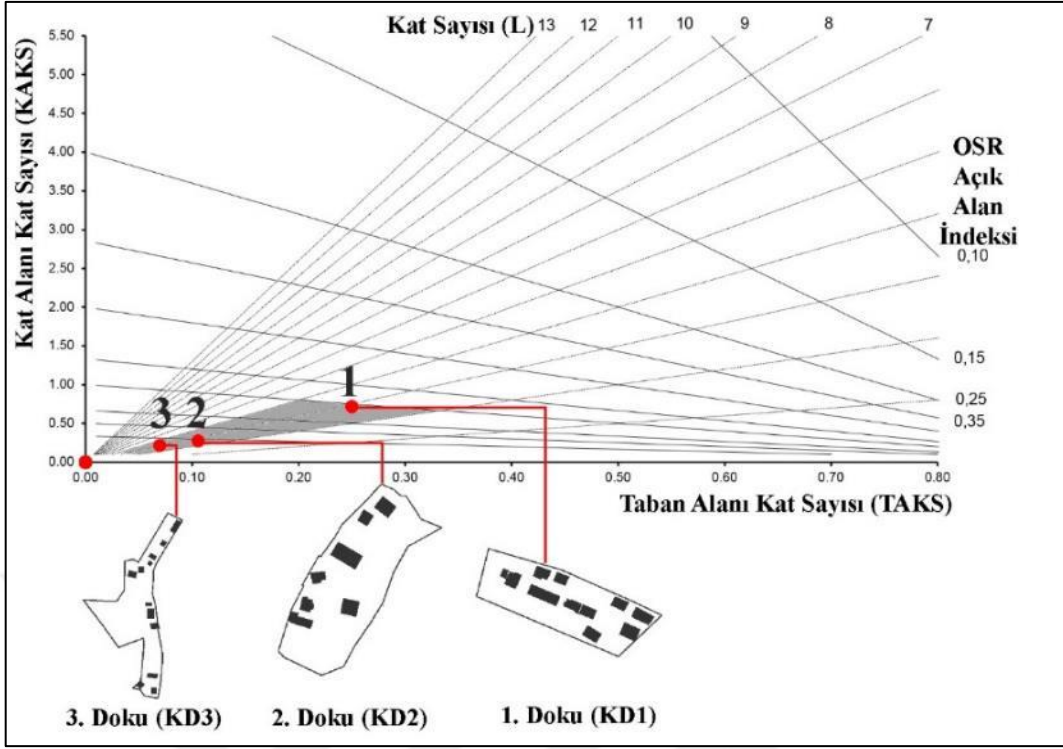 Kat Sayısı (L) 13 12 11 10 9 8 7
Kat Alanı Kat Sayısı (KAKS)
5.50
5.00
4.50
4.00
3.50
3.00
2.50
2.00
1.50
1.00
0.50
0.00
OSR
Açık
Alan
İndeksi
0,10
0,15
0,25
0,35
1
3 2
0.00 0.10 0.20 0.30 0.40 0.50 0.60 0.70 0.80
Taban Alanı Kat Sayısı (TAKS)
3. Doku (KD3) 2. Doku (KD2) 1. Doku (KD1)